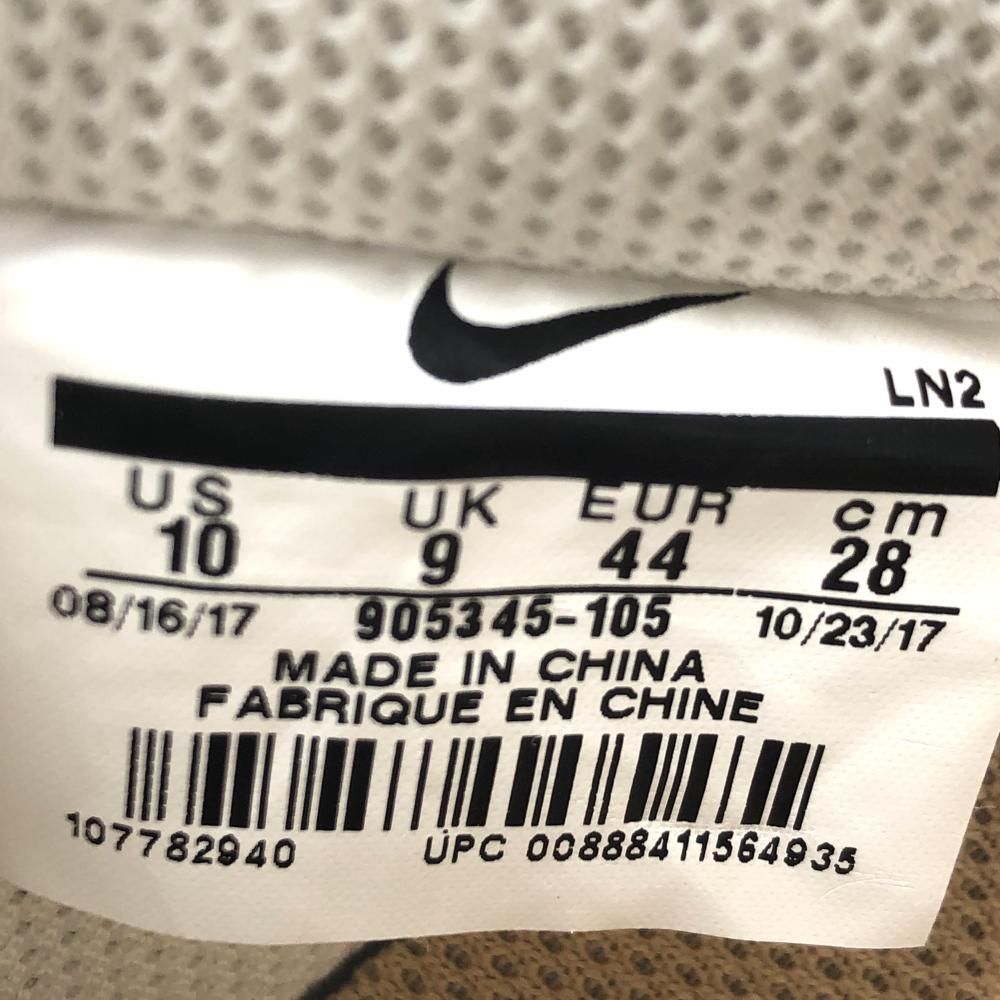 LN2
US UK EUR cm
10 9 44 28
08/16/17 905345-105 10/23/17
MADE IN CHINA
FABRIQUE EN CHINE
107782940 UPC 00888411564935